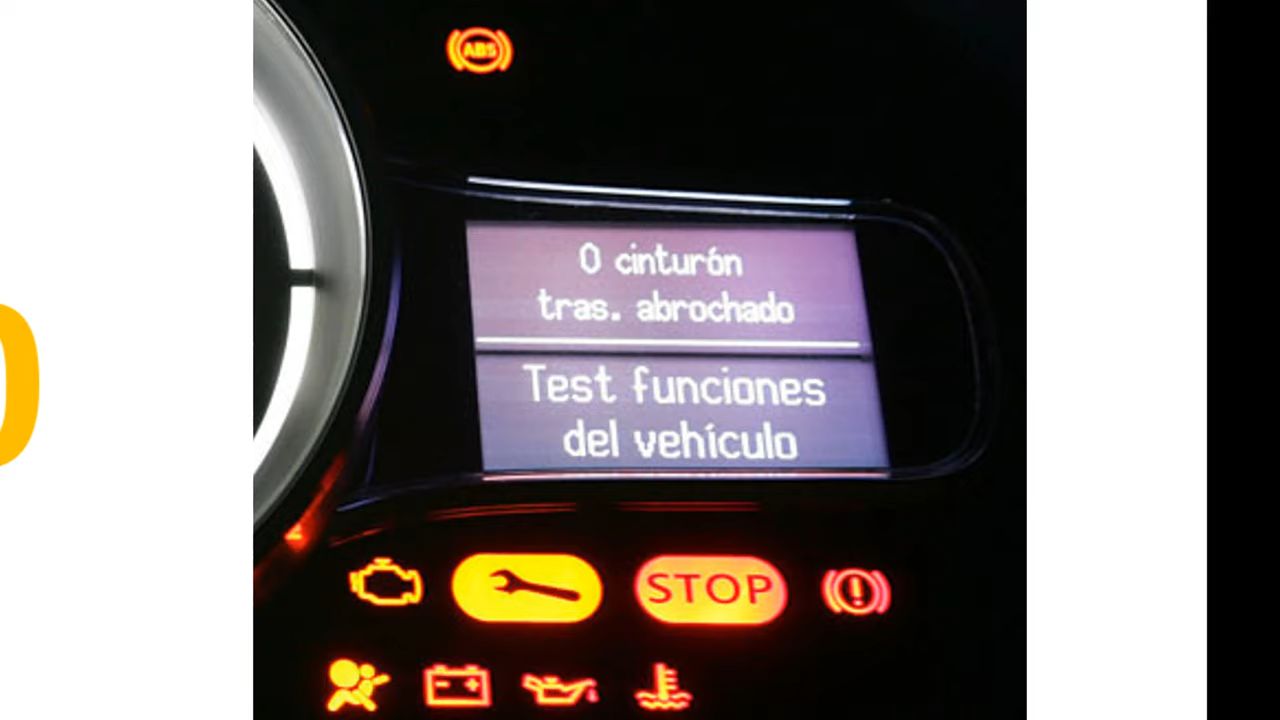 ABS
0 cinturón
tras. abrochado
Test funciones
del vehículo
STOP